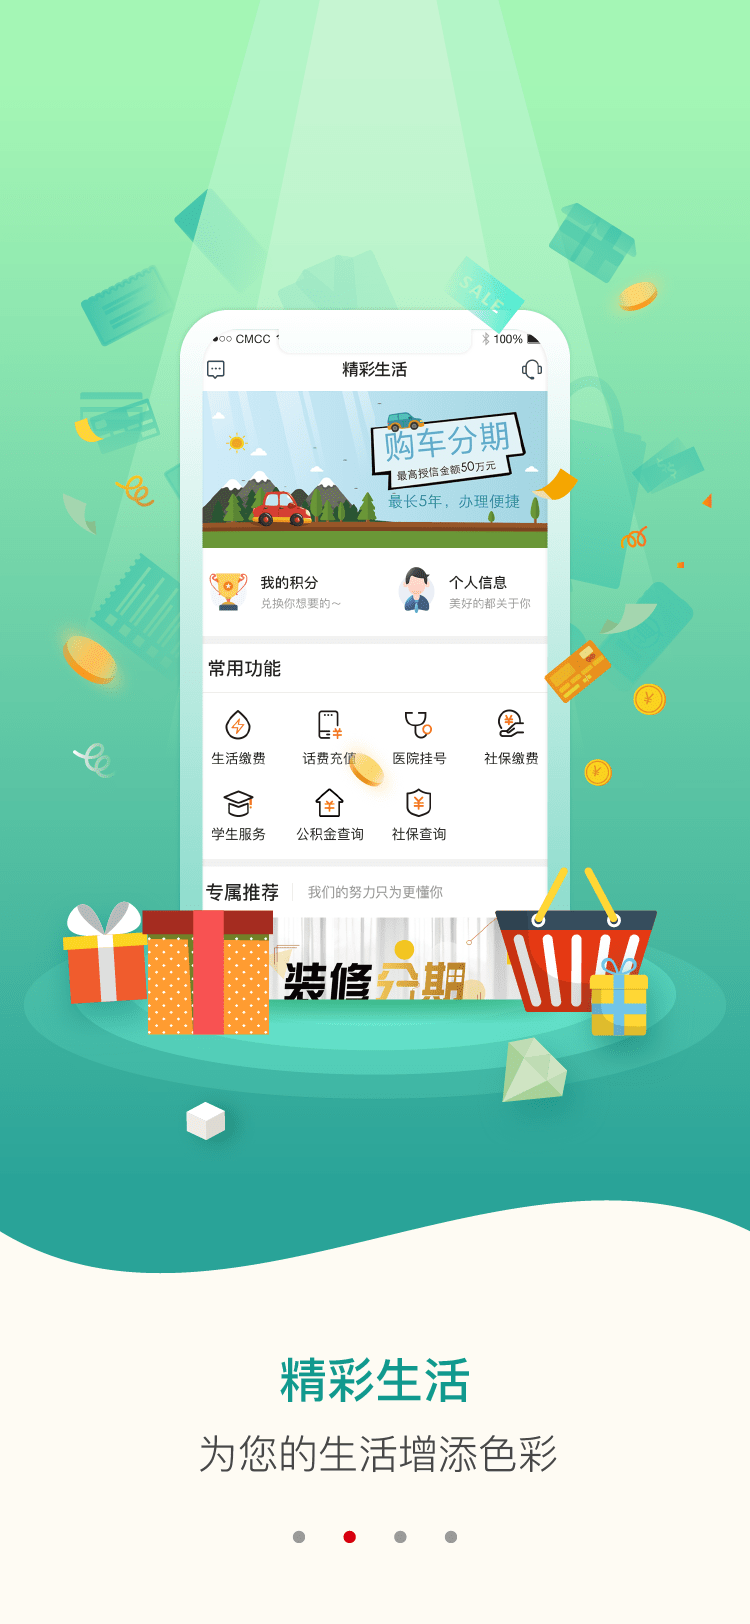 SALE
CMCC
100%
精彩生活
购车分期
最高授信金额50万元
最长5年，办理便捷
我的积分
兑换你想要的~
个人信息
美好的都关于你
常用功能
生活缴费
话费充值
医院挂号
社保缴费
学生服务
公积金查询
社保查询
专属推荐
我们的努力只为更懂你
装修分期
精彩生活
为您的生活增添色彩